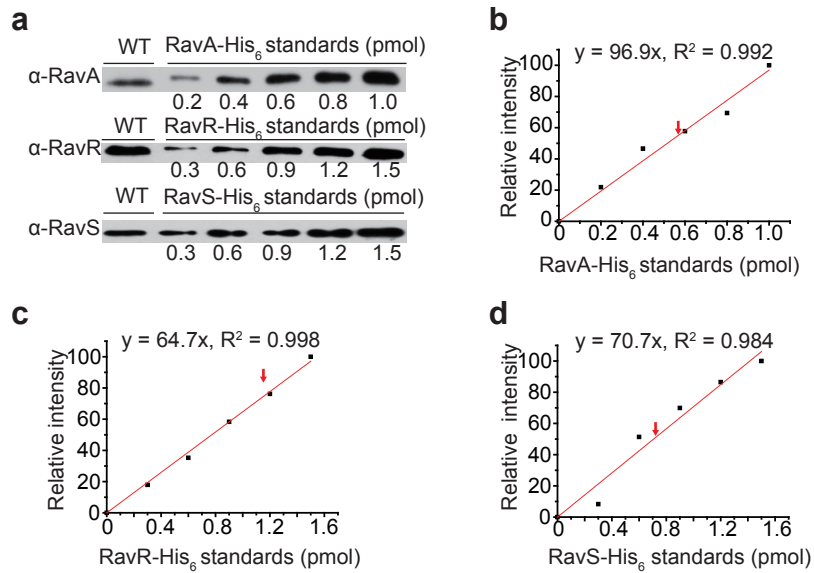 a
WT RavA-His6 standards (pmol)
α-RavA
0.2 0.4 0.6 0.8 1.0
WT RavR-His6 standards (pmol)
α-RavR
0.3 0.6 0.9 1.2 1.5
WT RavS-His6 standards (pmol)
α-RavS
0.3 0.6 0.9 1.2 1.5
b
y = 96.9x, R² = 0.992
Relative intensity
100
80
60
40
20
0
0 0.2 0.4 0.6 0.8 1.0
RavA-His6 standards (pmol)
c
y = 64.7x, R² = 0.998
Relative intensity
100
80
60
40
20
0
0 0.4 0.8 1.2 1.6
RavR-His6 standards (pmol)
d
y = 70.7x, R² = 0.984
Relative intensity
100
80
60
40
20
0
0 0.4 0.8 1.2 1.6
RavS-His6 standards (pmol)